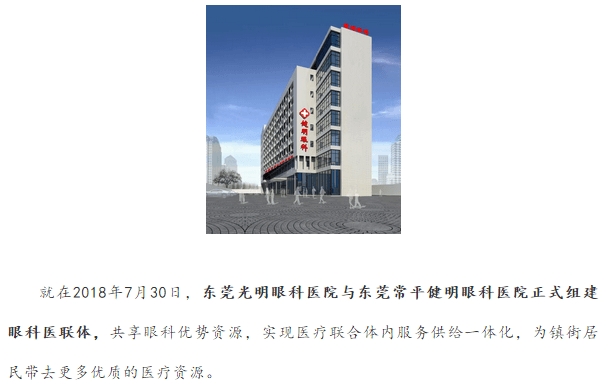 健明眼科
就在2018年7月30日，东莞光明眼科医院与东莞常平健明眼科医院正式组建
眼科医联体，共享眼科优势资源，实现医疗联合体内服务供给一体化，为镇街居
民带去更多优质的医疗资源。